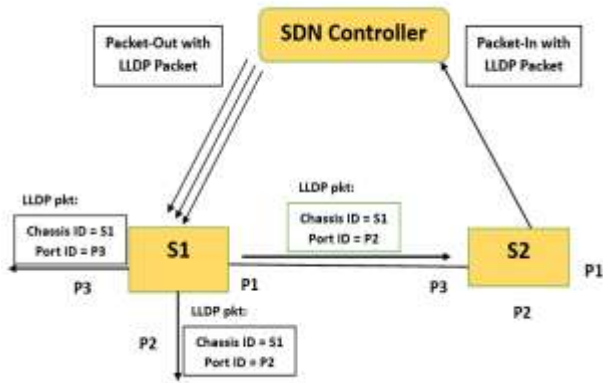 SDN Controller
Packet-Out with
LLDP Packet
Packet-In with
LLDP Packet
LLDP pkt:
Chassis ID = S1
Port ID = P3
LLDP pkt:
Chassis ID = S1
Port ID = P2
S1
S2
P3
P1
P3
P1
P2
LLDP pkt:
P2
Chassis ID = S1
Port ID = P2